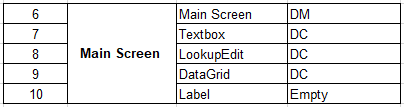 6 Main Screen DM
7 Textbox DC
8 Main Screen LookupEdit DC
9 DataGrid DC
10 Label Empty